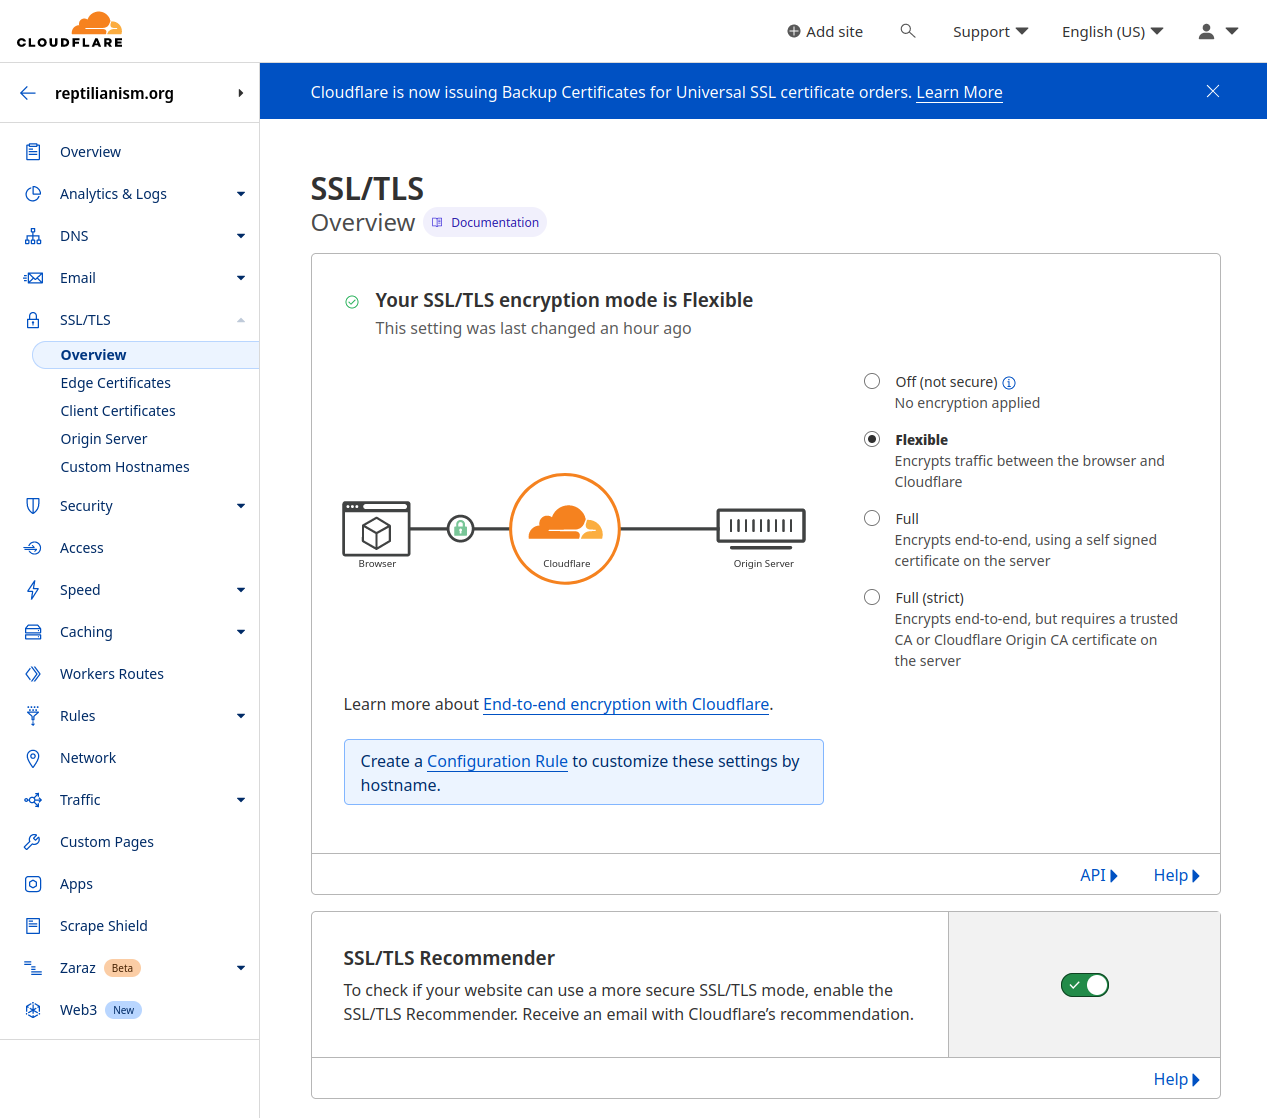 CLOUDFLARE
Add site
Support
English (US)
reptilianism.org
Cloudflare is now issuing Backup Certificates for Universal SSL certificate orders. Learn More
Overview
Analytics & Logs
DNS
Email
SSL/TLS
Overview
Edge Certificates
Client Certificates
Origin Server
Custom Hostnames
Security
Access
Speed
Caching
Workers Routes
Rules
Network
Traffic
Custom Pages
Apps
Scrape Shield
Zaraz Beta
Web3 New
SSL/TLS
Overview Documentation
Your SSL/TLS encryption mode is Flexible
This setting was last changed an hour ago
Browser
Cloudflare
Origin Server
Off (not secure)
No encryption applied
Flexible
Encrypts traffic between the browser and
Cloudflare
Full
Encrypts end-to-end, using a self signed
certificate on the server
Full (strict)
Encrypts end-to-end, but requires a trusted
CA or Cloudflare Origin CA certificate on
the server
Learn more about End-to-end encryption with Cloudflare.
Create a Configuration Rule to customize these settings by
hostname.
API Help
SSL/TLS Recommender
To check if your website can use a more secure SSL/TLS mode, enable the
SSL/TLS Recommender. Receive an email with Cloudflare’s recommendation.
Help